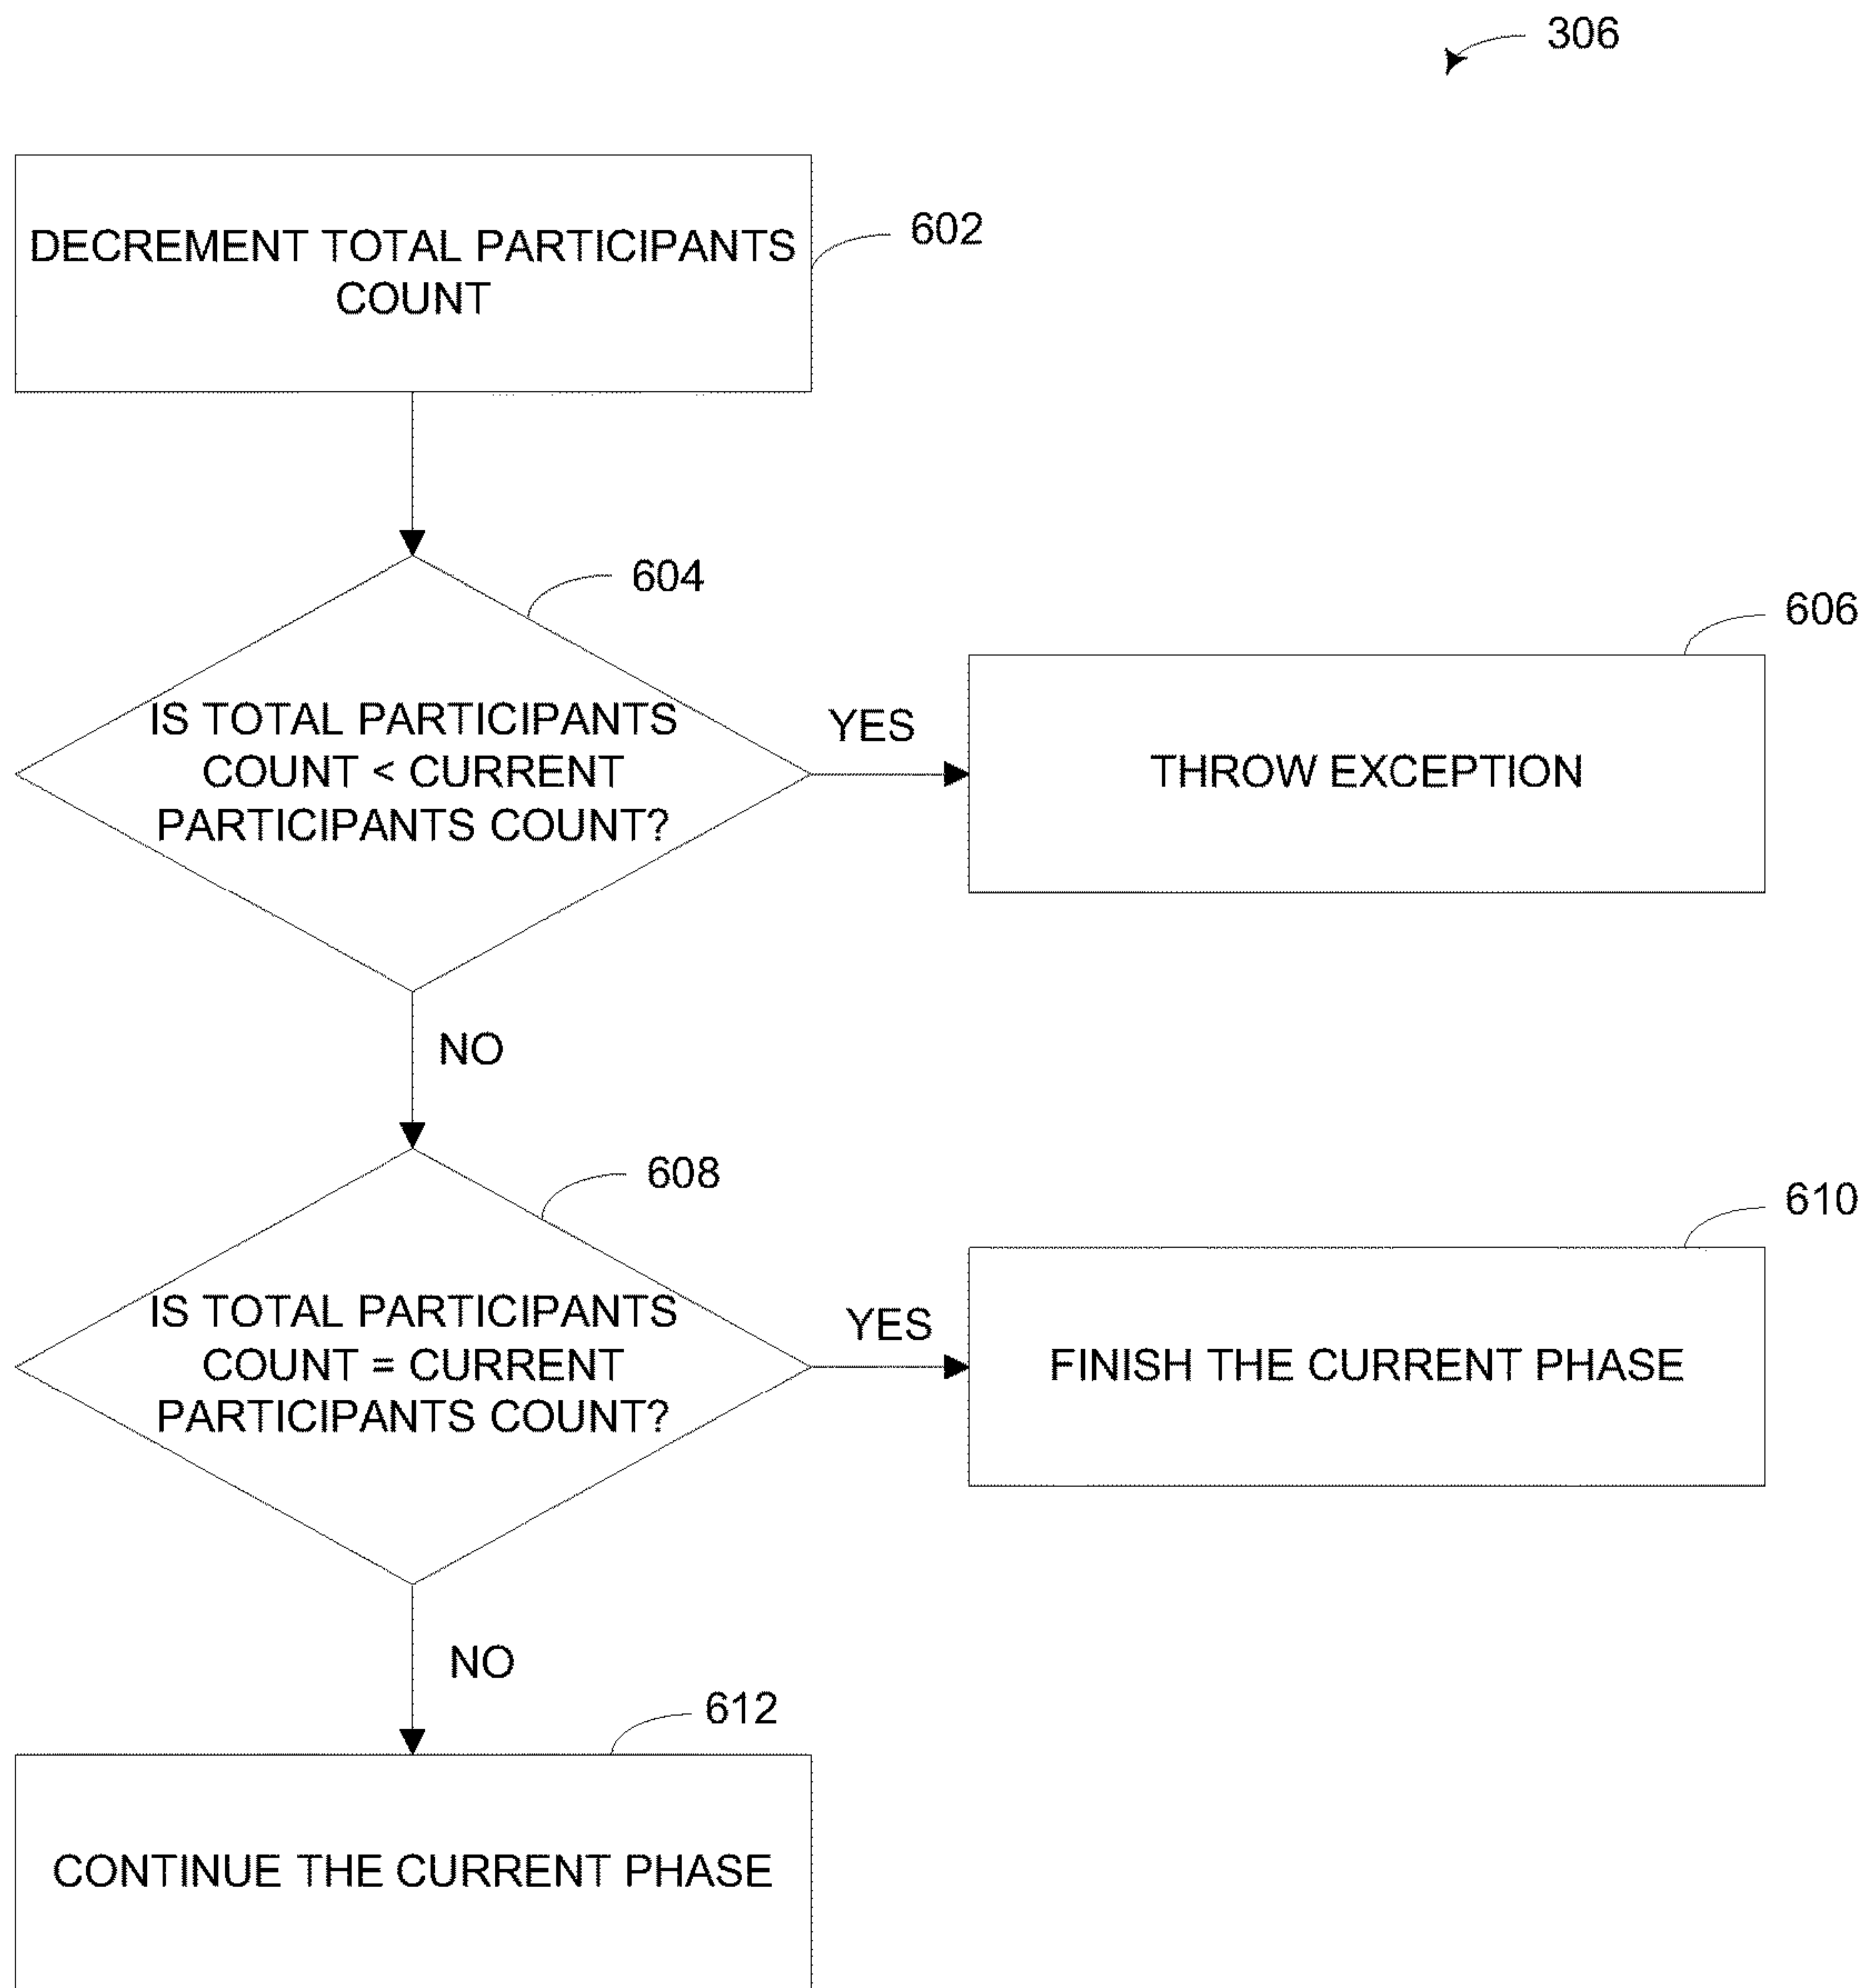 306
DECREMENT TOTAL PARTICIPANTS
COUNT
602
604
IS TOTAL PARTICIPANTS
COUNT < CURRENT
PARTICIPANTS COUNT?
YES
606
THROW EXCEPTION
NO
608
IS TOTAL PARTICIPANTS
COUNT = CURRENT
PARTICIPANTS COUNT?
YES
610
FINISH THE CURRENT PHASE
NO
612
CONTINUE THE CURRENT PHASE